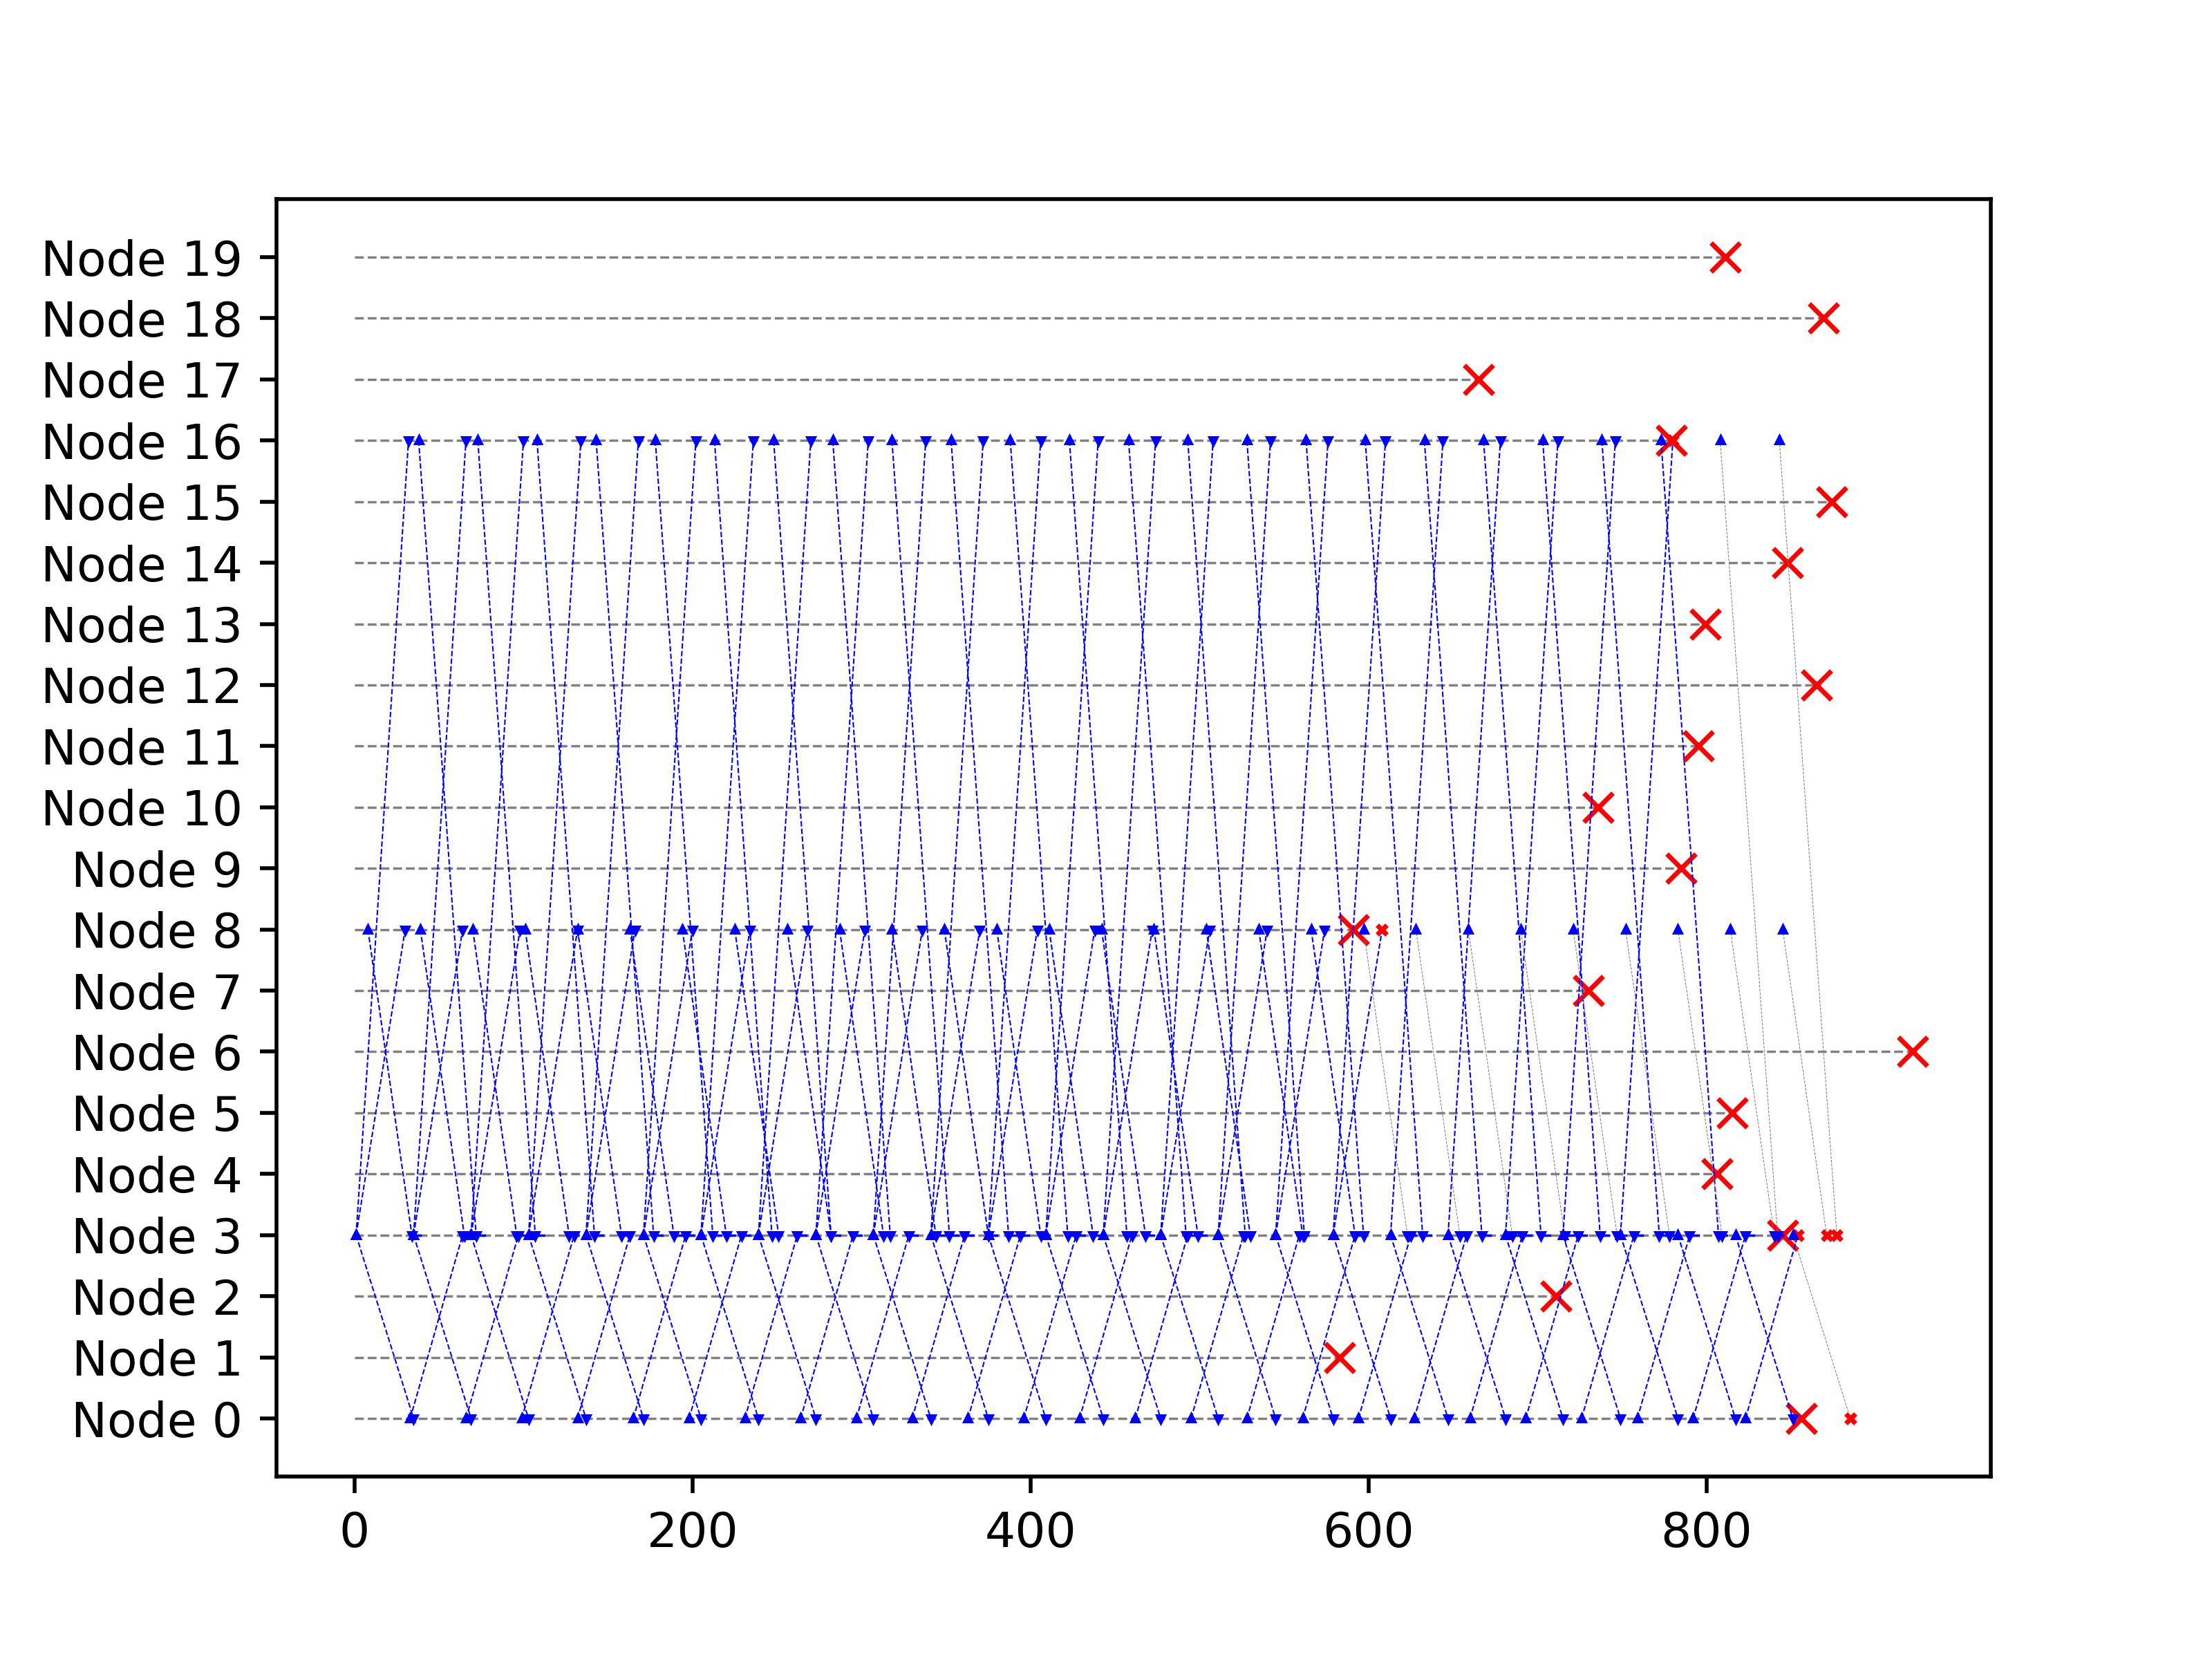 Node 19
Node 18
Node 17
Node 16
Node 15
Node 14
Node 13
Node 12
Node 11
Node 10
Node 9
Node 8
Node 7
Node 6
Node 5
Node 4
Node 3
Node 2
Node 1
Node 0
0 200 400 600 800